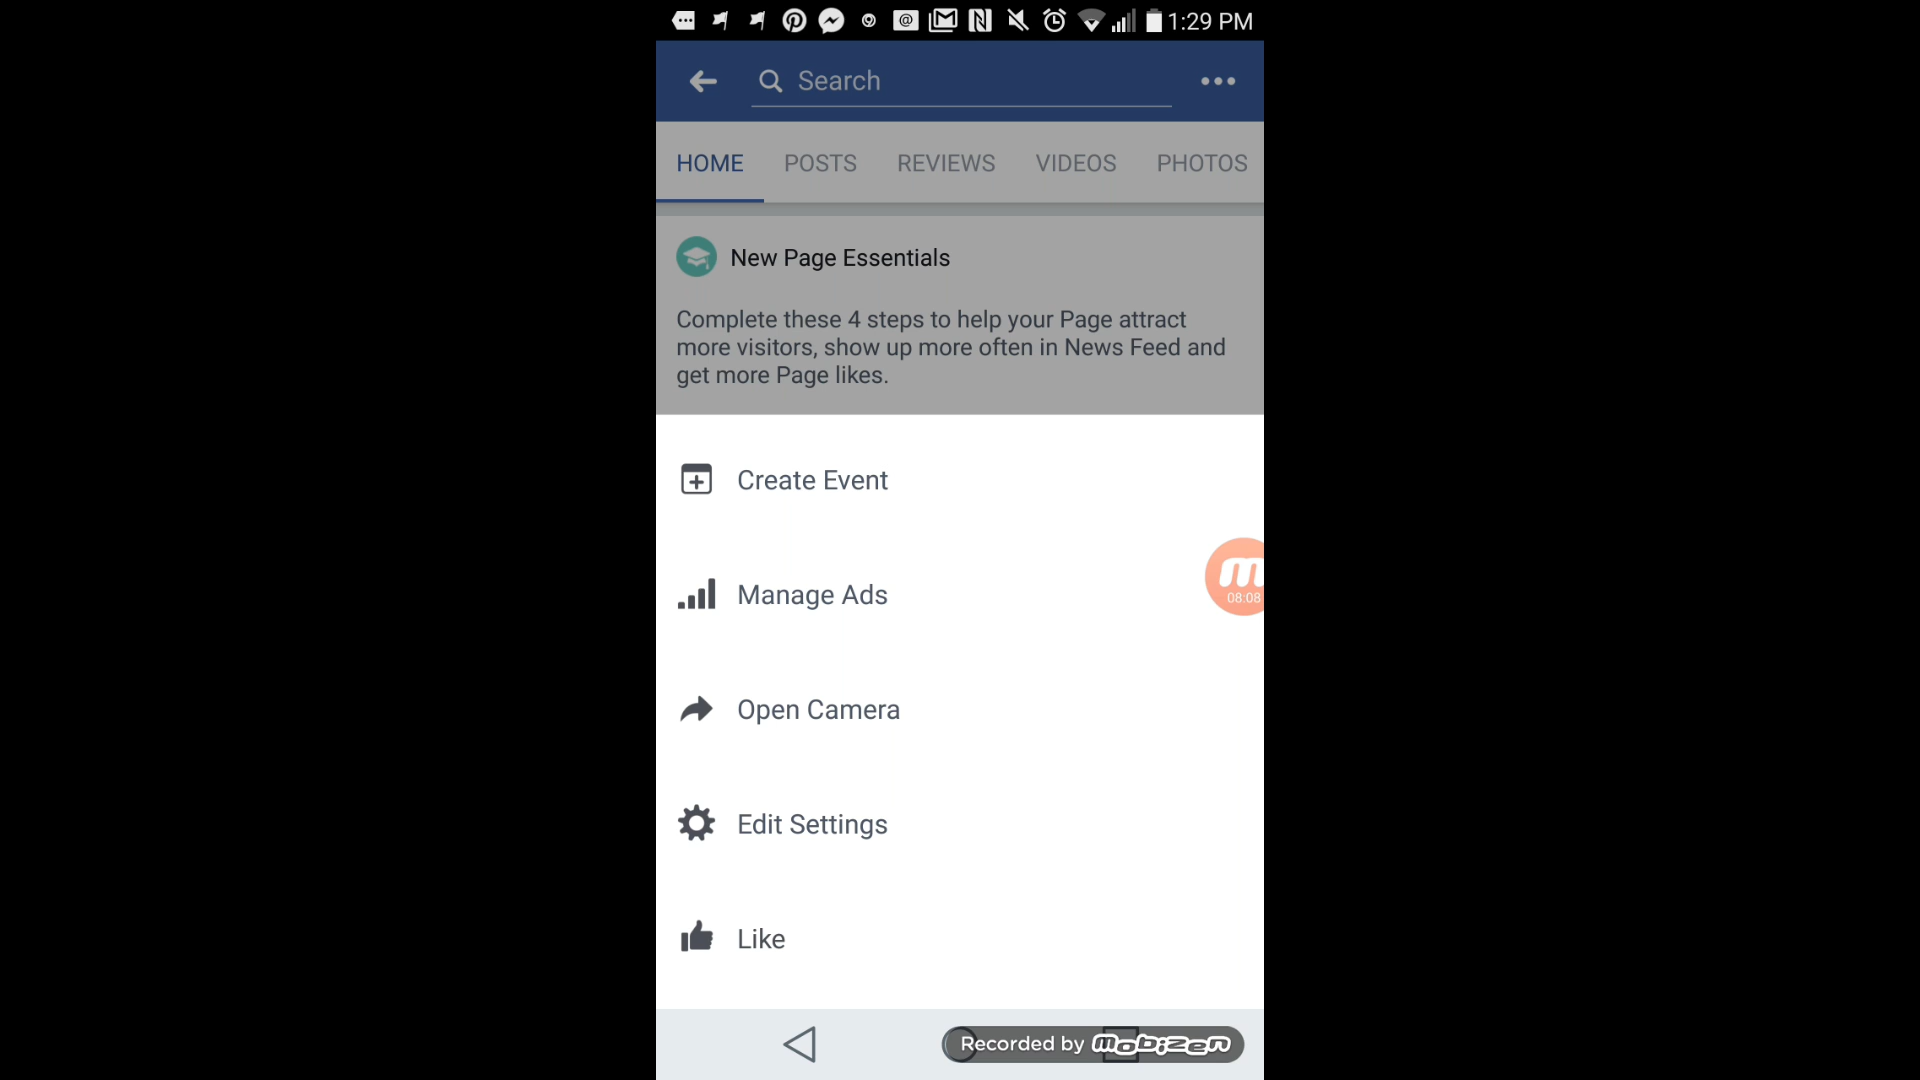 1:29 PM
Search
HOME POSTS REVIEWS VIDEOS PHOTOS
New Page Essentials
Complete these 4 steps to help your Page attract
more visitors, show up more often in News Feed and
get more Page likes.
Create Event
Manage Ads
08:08
Open Camera
Edit Settings
Like
Recorded by mobizen